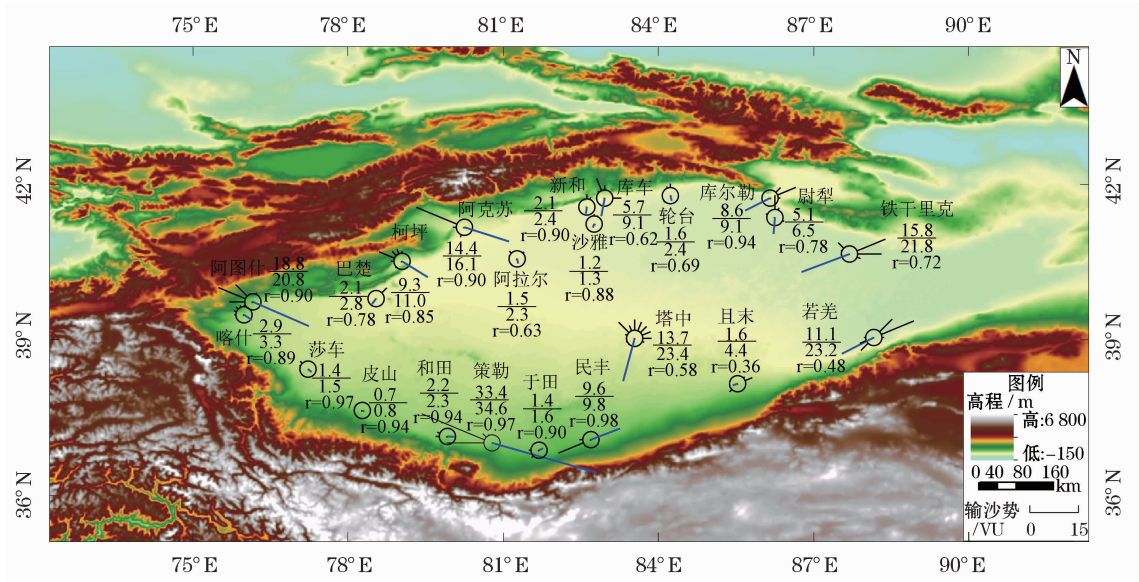 75°E 78°E 81°E 84°E 87°E 90°E
N
42°N 42°N
新和 库车 库尔勒 尉犁 铁干里克
阿克苏 2.1 5.7 轮台 8.6 5.1 15.8
2.4 9.1 1.6 9.1 6.5 21.8
r=0.90 r=0.62 2.4 r=0.94 r=0.78 r=0.72
沙雅 r=0.69
柯坪 14.4 1.2
16.1 1.3
r=0.90 r=0.88
阿图什 18.8 巴楚 9.3 阿拉尔
20.8 2.1 11.0 1.5
r=0.90 2.8 r=0.85 2.3
r=0.78 r=0.63
39°N 39°N
喀什 2.9 塔中 且末 若羌
3.3 13.7 1.6 11.1
r=0.89 23.4 4.4 23.2
r=0.58 r=0.36 r=0.48
莎车 皮山 和田 策勒 于田 民丰
1.4 0.7 2.2 33.4 1.4 9.6
1.5 0.8 2.3 34.6 1.6 9.8
r=0.97 r=0.94 r=0.94 r=0.97 r=0.90 r=0.98
图例
高程/m
高:6 800
低:-150
0 40 80 160
km
输沙势
/VU 0 15
36°N 36°N
75°E 78°E 81°E 84°E 87°E 90°E